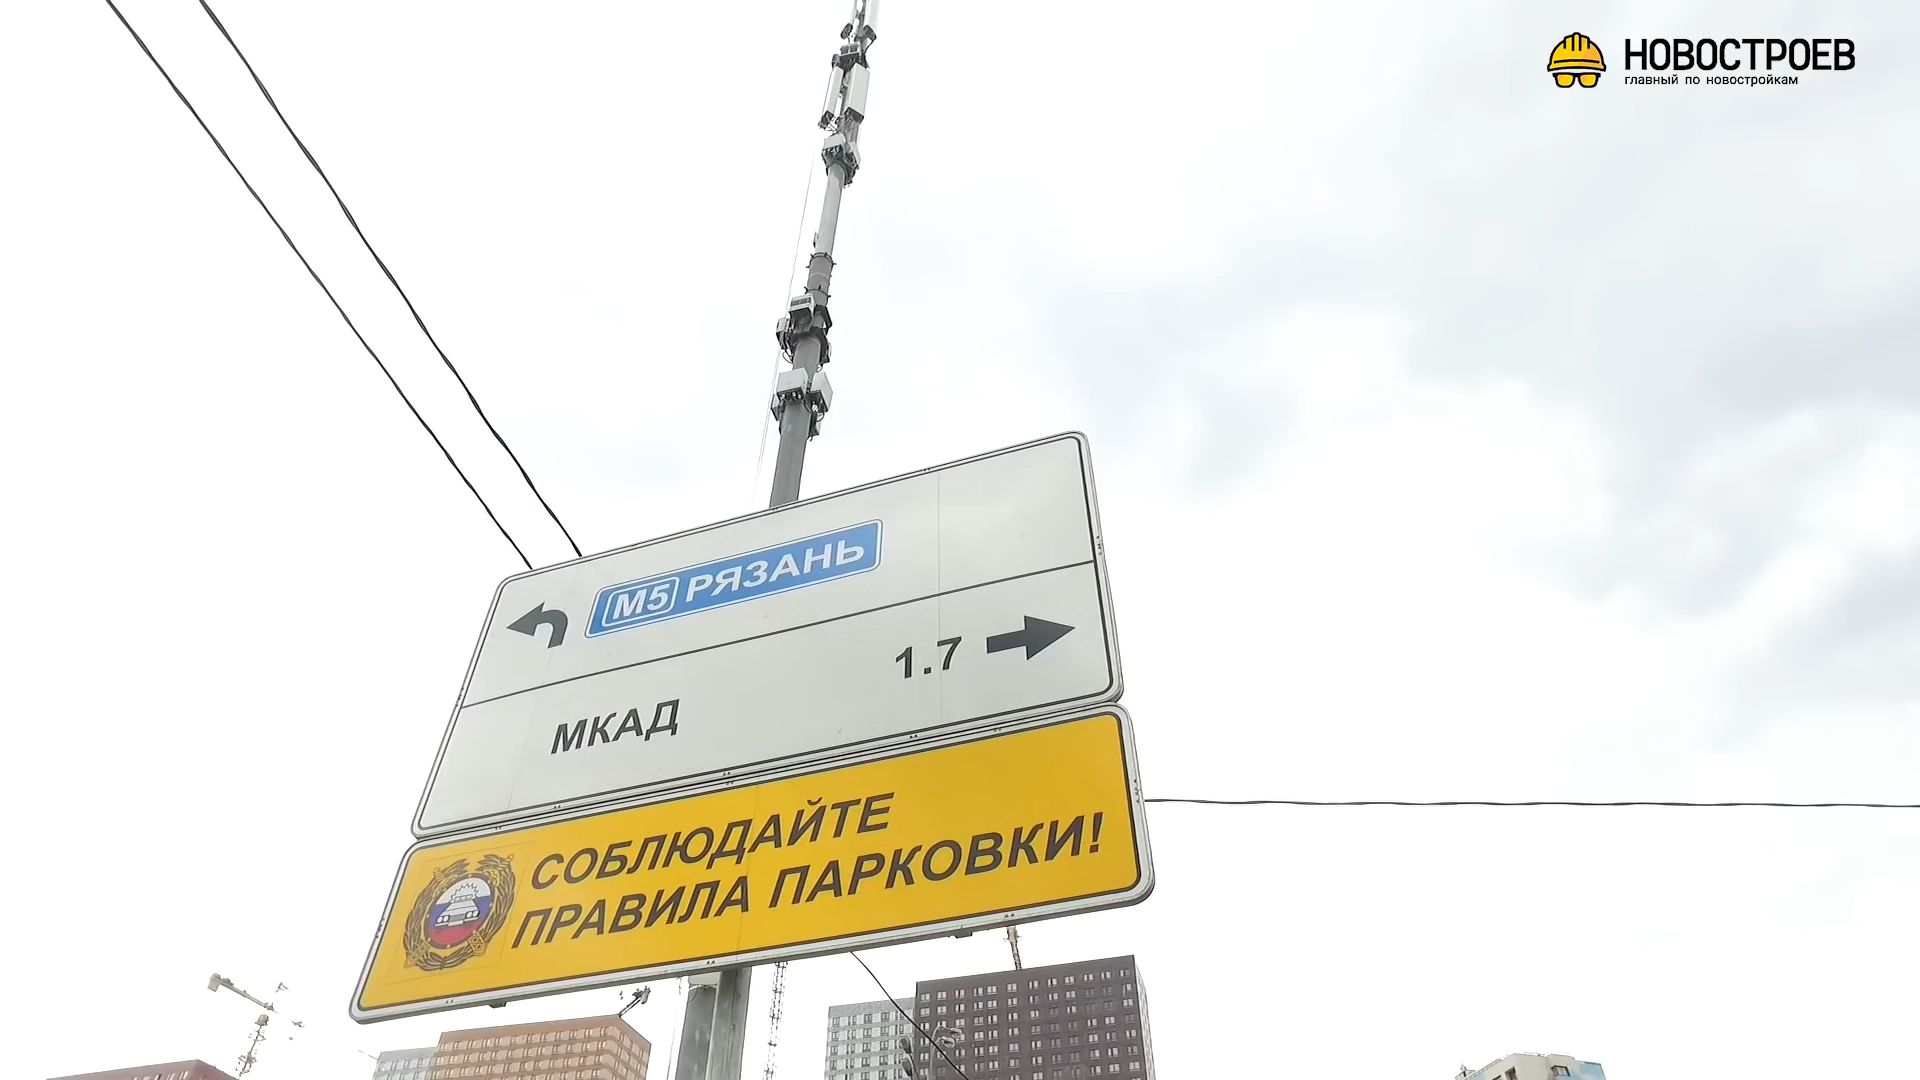 НОВОСТРОЕВ
главный по новостройкам
М5 РЯЗАНЬ
1.7
МКАД
СОБЛЮДАЙТЕ
ПРАВИЛА ПАРКОВКИ!